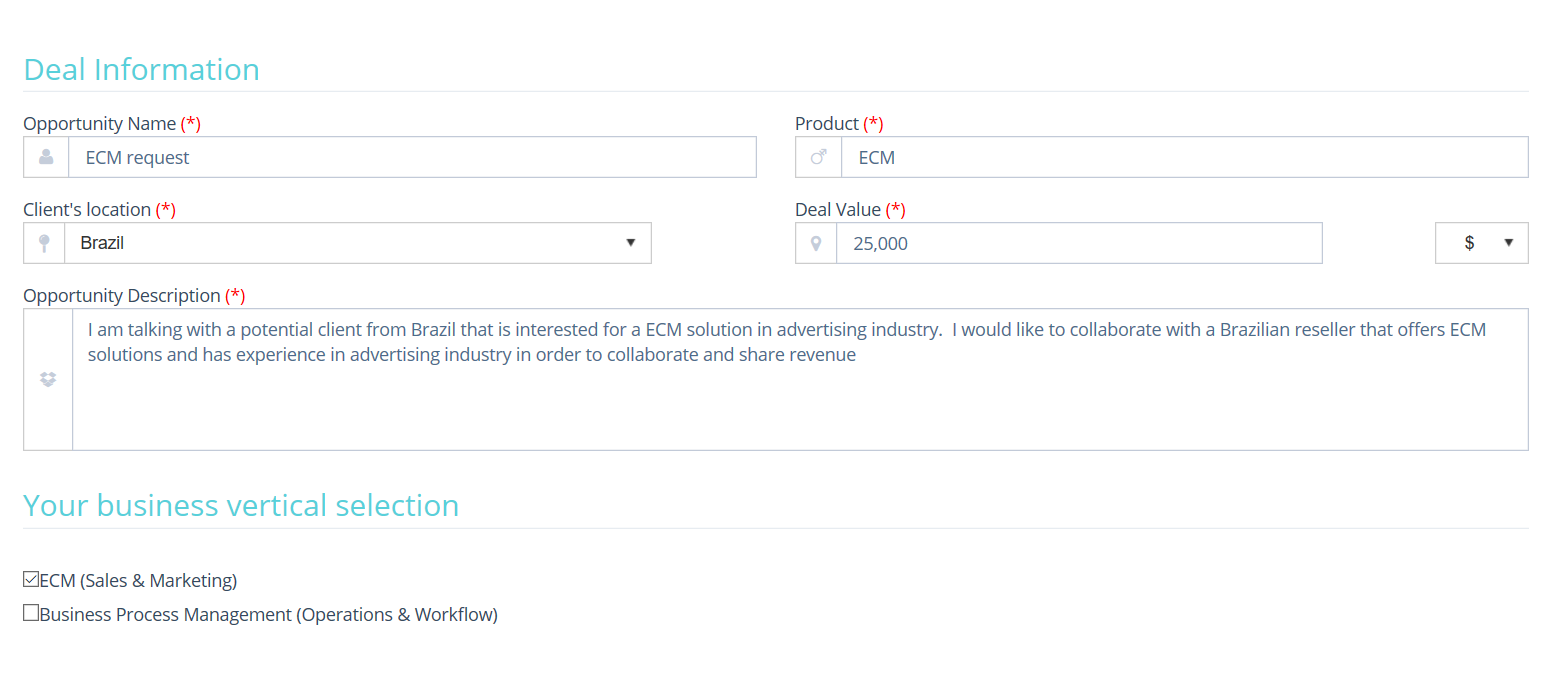 Deal Information
Opportunity Name (*)
Product (*)
ECM request
ECM
Client's location (*)
Deal Value (*)
Brazil
25,000
$
Opportunity Description (*)
I am talking with a potential client from Brazil that is interested for a ECM solution in advertising industry.  I would like to collaborate with a Brazilian reseller that offers ECM
solutions and has experience in advertising industry in order to collaborate and share revenue
Your business vertical selection
ECM (Sales & Marketing)
Business Process Management (Operations & Workflow)